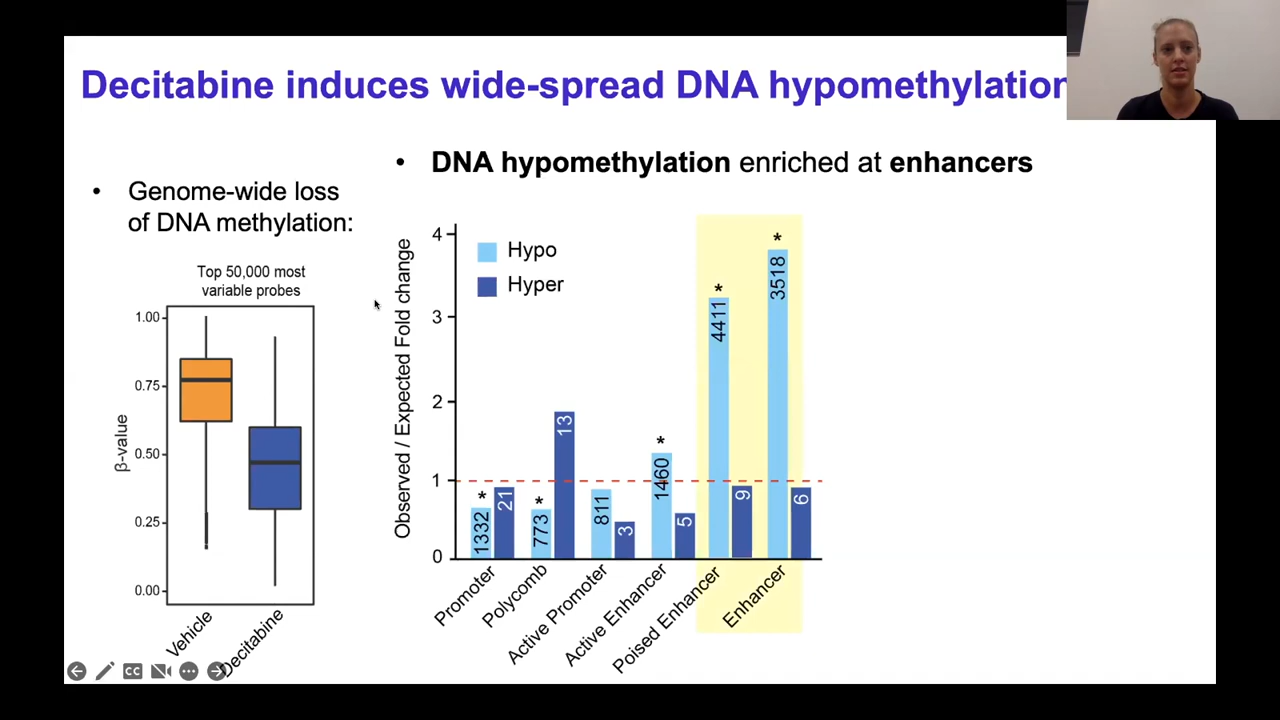 Decitabine induces wide-spread DNA hypomethylation
• DNA hypomethylation enriched at enhancers
• Genome-wide loss
of DNA methylation:
Top 50,000 most
variable probes
β-value
1.00
0.75
0.50
0.25
0.00
Vehicle
Decitabine
Observed / Expected Fold change
4
3
2
1
0
Hypo
Hyper
*
1332
21
*
773
13
811
3
*
1460
5
*
4411
9
*
3518
6
Promoter
Polycomb
Active Promoter
Active Enhancer
Poised Enhancer
Enhancer
CC